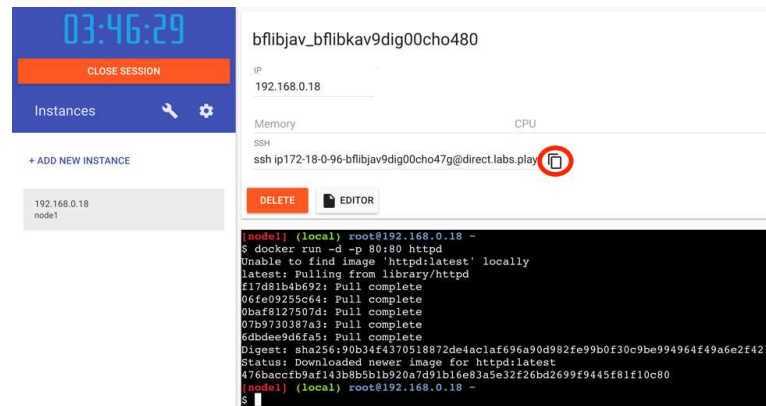 03:46:29
CLOSE SESSION
Instances
+ ADD NEW INSTANCE
192.168.0.18
node1
bflibjav_bflibkav9dig00cho480
IP
192.168.0.18
Memory
CPU
SSH
ssh ip172-18-0-96-bflibjav9dig00cho47g@direct.labs.play
DELETE
EDITOR
[node1] (local) root@192.168.0.18 ~
$ docker run -d -p 80:80 httpd
Unable to find image 'httpd:latest' locally
latest: Pulling from library/httpd
f17d81b4b692: Pull complete
06fe09255c64: Pull complete
0baf8127507d: Pull complete
07b9730387a3: Pull complete
6dbdee9d6fa5: Pull complete
Digest: sha256:90b34f4370518872de4ac1af696a90d982fe99b0f30c9be994964f49a6e2f421
Status: Downloaded newer image for httpd:latest
476baccfb9af143b8b5b1b920a7d91b16e83a5e32f26bd2699f9445f81f10c80
[node1] (local) root@192.168.0.18 ~
$